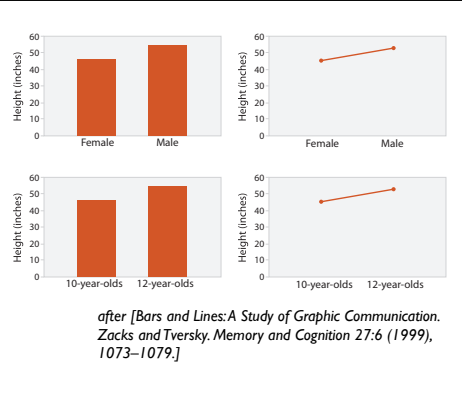 60
50
40
30
20
10
0
Height (inches)
Female Male
60
50
40
30
20
10
0
Height (inches)
Female Male
60
50
40
30
20
10
0
Height (inches)
10-year-olds 12-year-olds
60
50
40
30
20
10
0
Height (inches)
10-year-olds 12-year-olds
after [Bars and Lines: A Study of Graphic Communication.
Zacks and Tversky. Memory and Cognition 27:6 (1999),
1073–1079.]